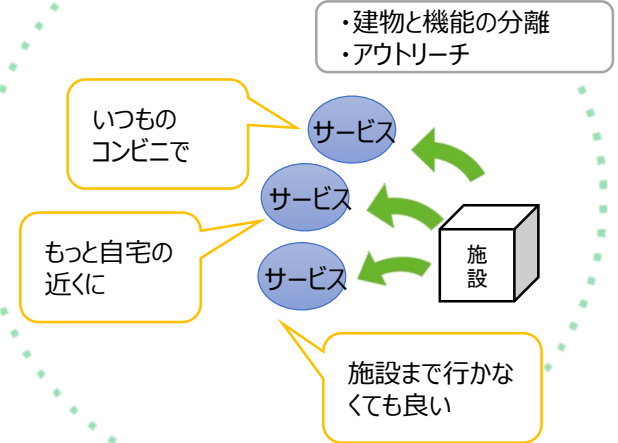 ・建物と機能の分離
・アウトリーチ
いつもの
コンビニで
サービス
サービス
もっと自宅の
近くに
サービス
施
設
施設まで行かな
くても良い